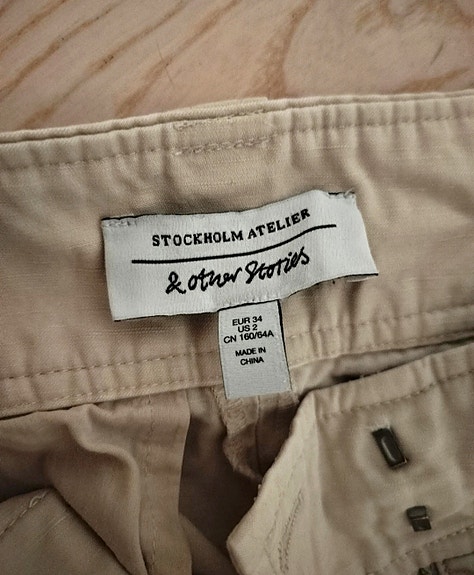 STOCKHOLM ATELIER
& other Stories
EUR 34
US 2
CN 160/64A
MADE IN
CHINA